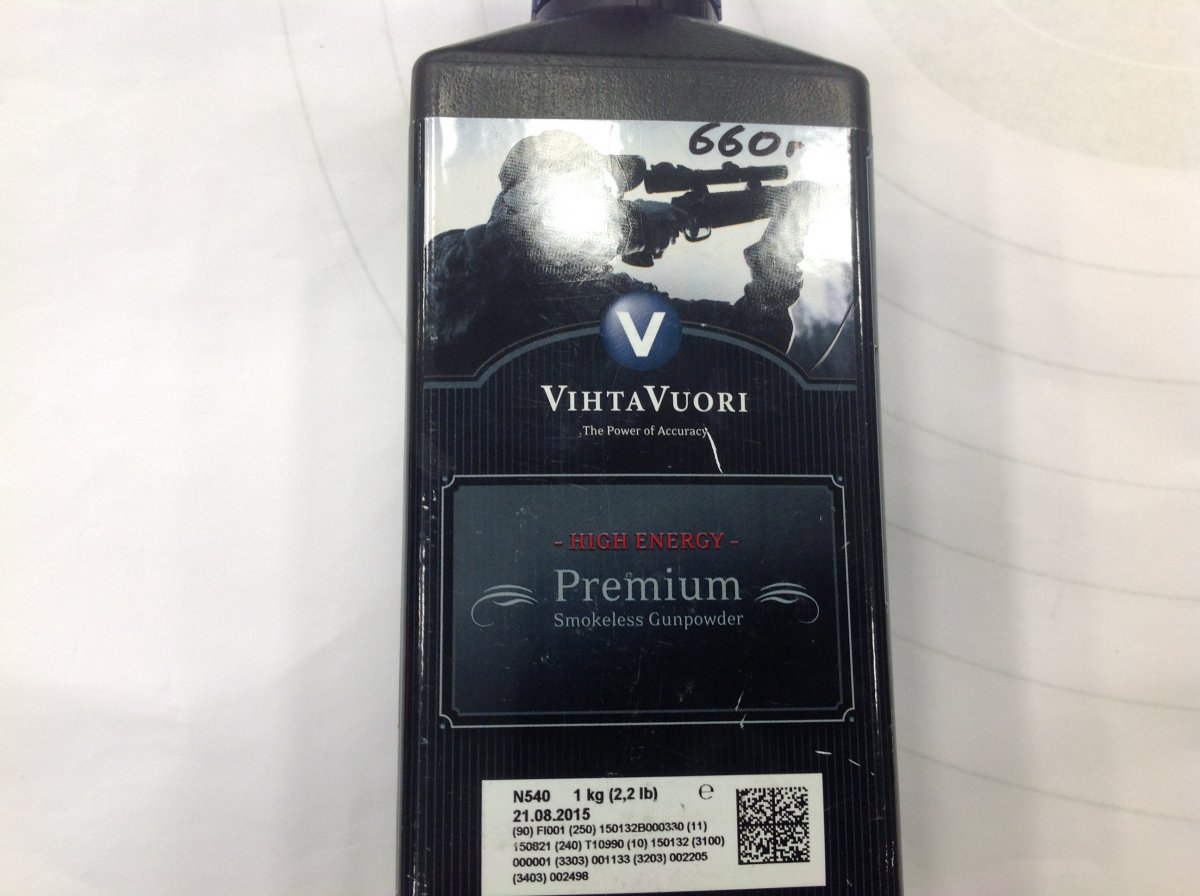 660г
V
VIHTAVUORI
The Power of Accuracy
- HIGH ENERGY -
Premium
Smokeless Gunpowder
N540 1 kg (2,2 lb) ℮
21.08.2015
(90) FI001 (250) 150132B000330 (11)
150821 (240) T10990 (10) 150132 (3100)
000001 (3303) 001133 (3203) 002205
(3403) 002498